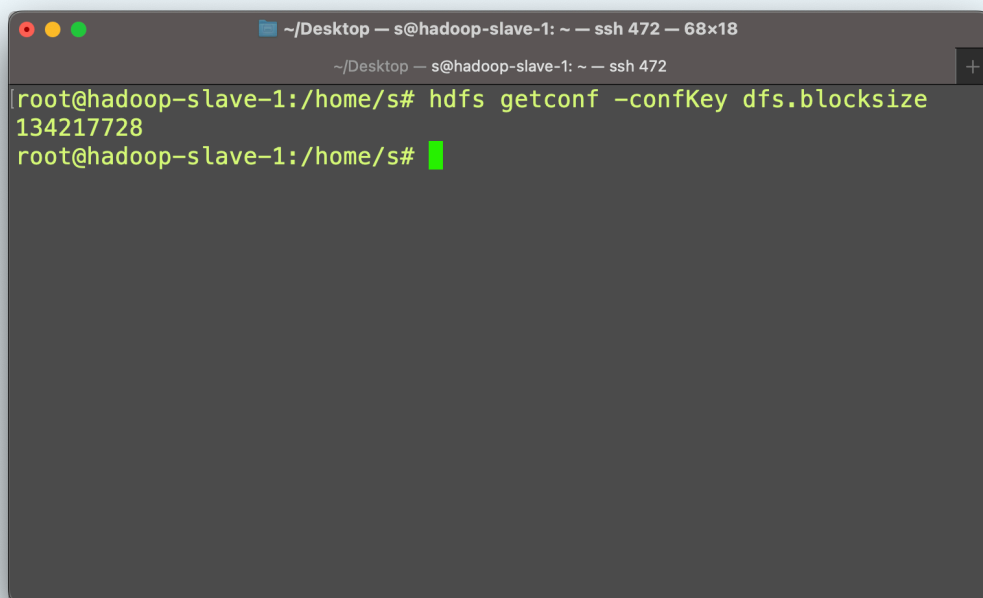 ~/Desktop — s@hadoop-slave-1: ~ — ssh 472 — 68×18
~/Desktop — s@hadoop-slave-1: ~ — ssh 472
[root@hadoop-slave-1:/home/s# hdfs getconf -confKey dfs.blocksize
134217728
root@hadoop-slave-1:/home/s#